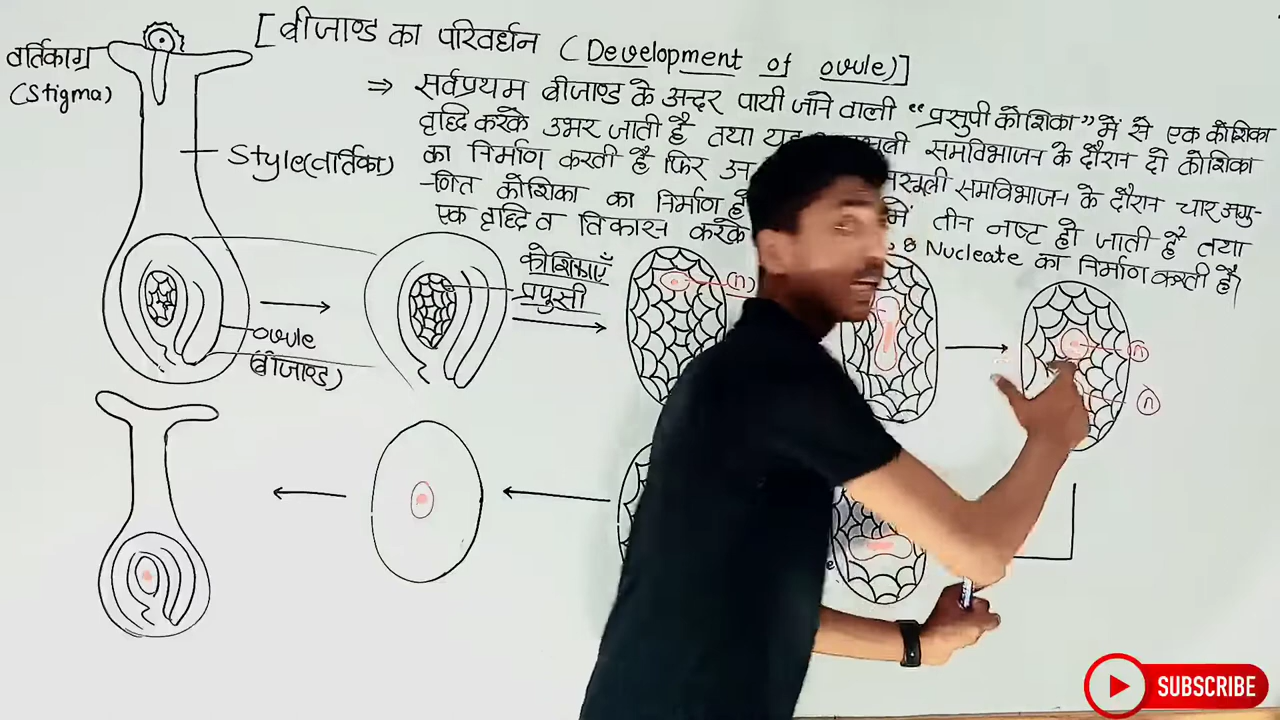 [बीजाण्ड का परिवर्धन (Development of ovule)]
वर्तिकाग्र
(Stigma)
⇒ सर्वप्रथम बीजाण्ड के अन्दर पायी जाने वाली "प्रसुपी कोशिका" में से एक कोशिका
वृद्धि करके उभर जाती है तथा यह समविभाजन के दौरान दो कोशिका
का निर्माण करती है फिर समविभाजन के दौरान चार अगु-
-णित कोशिका का निर्माण में तीन नष्ट हो जाती है तथा
एक वृद्धि व विकास करके 8 Nucleate का निर्माण करती है।
Style(वर्तिका)
कोशिकाएँ
प्रपुसी
(n)
ovule
(बीजाण्ड)
n
n
SUBSCRIBE